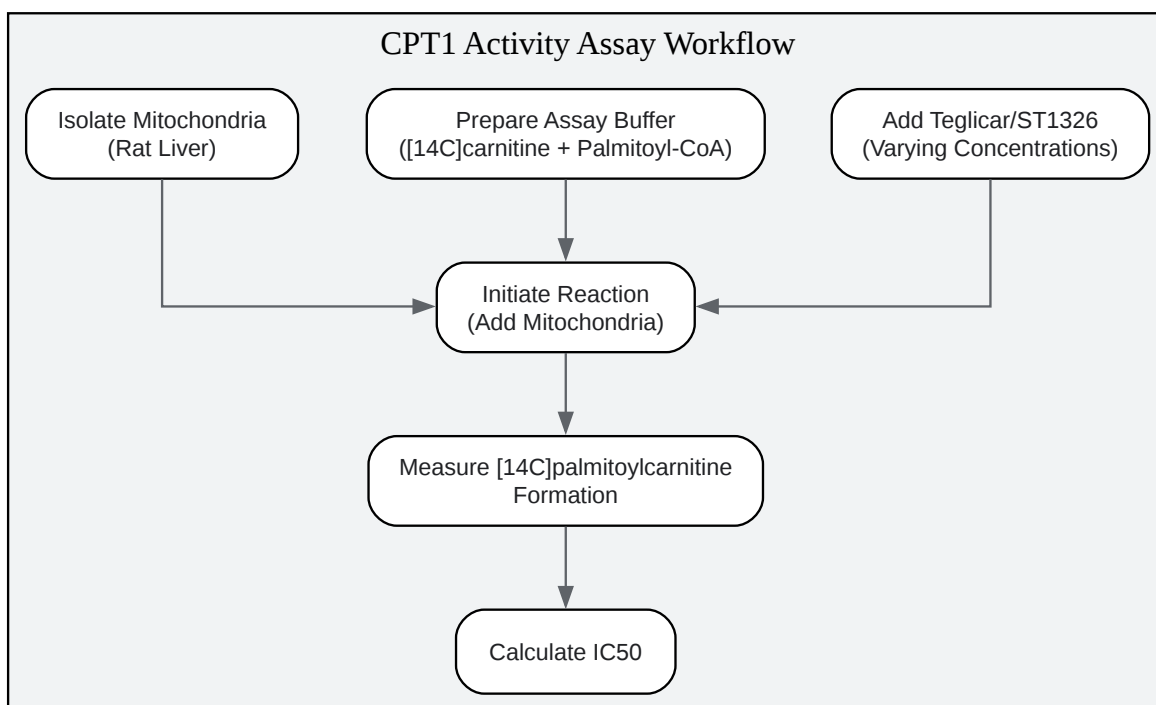 CPT1 Activity Assay Workflow
Isolate Mitochondria
(Rat Liver)
Prepare Assay Buffer
([14C]carnitine + Palmitoyl-CoA)
Add Teglicar/ST1326
(Varying Concentrations)
Initiate Reaction
(Add Mitochondria)
Measure [14C]palmitoylcarnitine
Formation
Calculate IC50